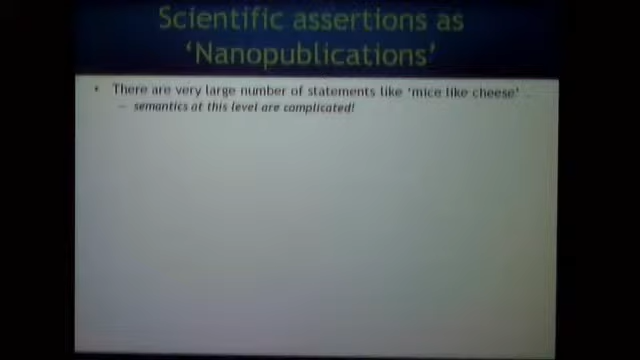 Scientific assertions as
‘Nanopublications’
• There are very large number of statements like ‘mice like cheese’
– semantics at this level are complicated!